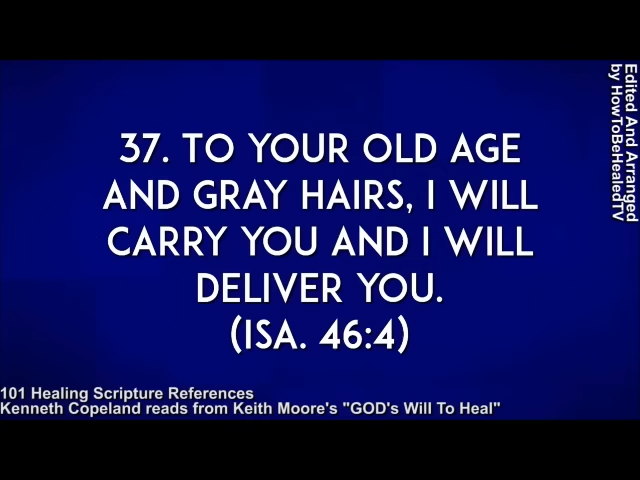 37. TO YOUR OLD AGE
AND GRAY HAIRS, I WILL
CARRY YOU AND I WILL
DELIVER YOU.
(ISA. 46:4)
101 Healing Scripture References
Kenneth Copeland reads from Keith Moore's "GOD's Will To Heal"
Edited And Arranged
by HowToBeHealedTV